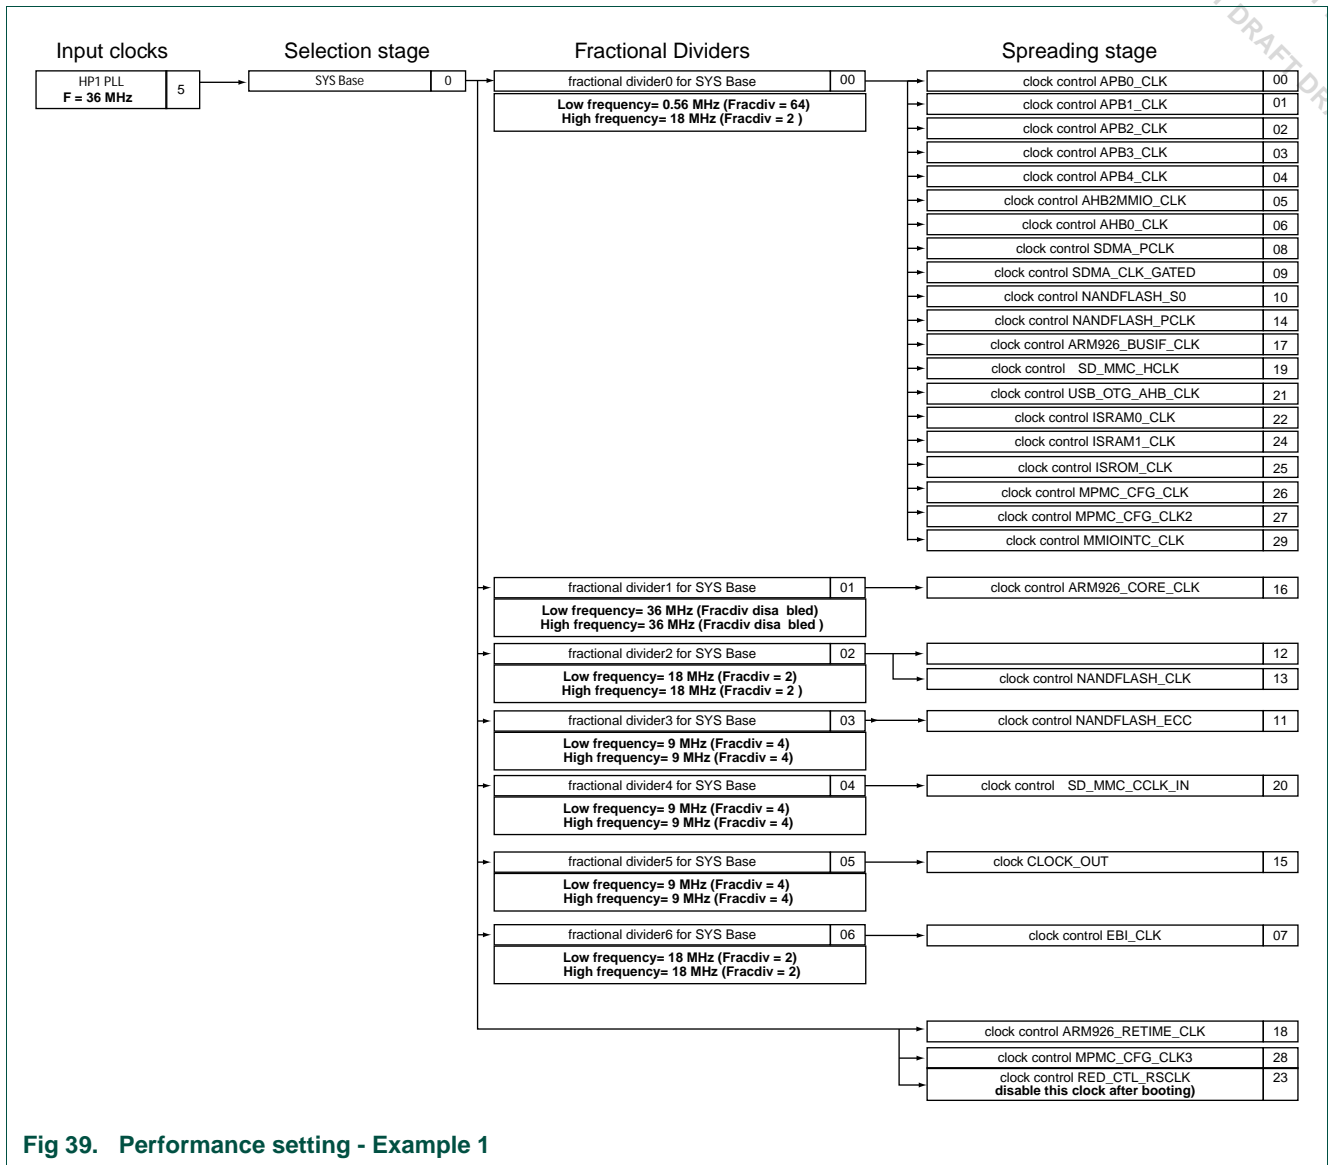 Input clocks
Selection stage
Fractional Dividers
Spreading stage
HP1 PLL
F = 36 MHz
5
SYS Base 0
fractional divider0 for SYS Base 00
Low frequency= 0.56 MHz (Fracdiv = 64)
High frequency= 18 MHz (Fracdiv = 2 )
clock control APB0_CLK 00
clock control APB1_CLK 01
clock control APB2_CLK 02
clock control APB3_CLK 03
clock control APB4_CLK 04
clock control AHB2MMIO_CLK 05
clock control AHB0_CLK 06
clock control SDMA_PCLK 08
clock control SDMA_CLK_GATED 09
clock control NANDFLASH_S0 10
clock control NANDFLASH_PCLK 14
clock control ARM926_BUSIF_CLK 17
clock control SD_MMC_HCLK 19
clock control USB_OTG_AHB_CLK 21
clock control ISRAM0_CLK 22
clock control ISRAM1_CLK 24
clock control ISROM_CLK 25
clock control MPMC_CFG_CLK 26
clock control MPMC_CFG_CLK2 27
clock control MMIOINTC_CLK 29
fractional divider1 for SYS Base 01
Low frequency= 36 MHz (Fracdiv disa bled)
High frequency= 36 MHz (Fracdiv disa bled )
clock control ARM926_CORE_CLK 16
fractional divider2 for SYS Base 02
Low frequency= 18 MHz (Fracdiv = 2)
High frequency= 18 MHz (Fracdiv = 2 )
12
clock control NANDFLASH_CLK 13
fractional divider3 for SYS Base 03
Low frequency= 9 MHz (Fracdiv = 4)
High frequency= 9 MHz (Fracdiv = 4)
clock control NANDFLASH_ECC 11
fractional divider4 for SYS Base 04
Low frequency= 9 MHz (Fracdiv = 4)
High frequency= 9 MHz (Fracdiv = 4)
clock control SD_MMC_CCLK_IN 20
fractional divider5 for SYS Base 05
Low frequency= 9 MHz (Fracdiv = 4)
High frequency= 9 MHz (Fracdiv = 4)
clock CLOCK_OUT 15
fractional divider6 for SYS Base 06
Low frequency= 18 MHz (Fracdiv = 2)
High frequency= 18 MHz (Fracdiv = 2)
clock control EBI_CLK 07
clock control ARM926_RETIME_CLK 18
clock control MPMC_CFG_CLK3 28
clock control RED_CTL_RSCLK 23
disable this clock after booting)
Fig 39. Performance setting - Example 1
DRAFT